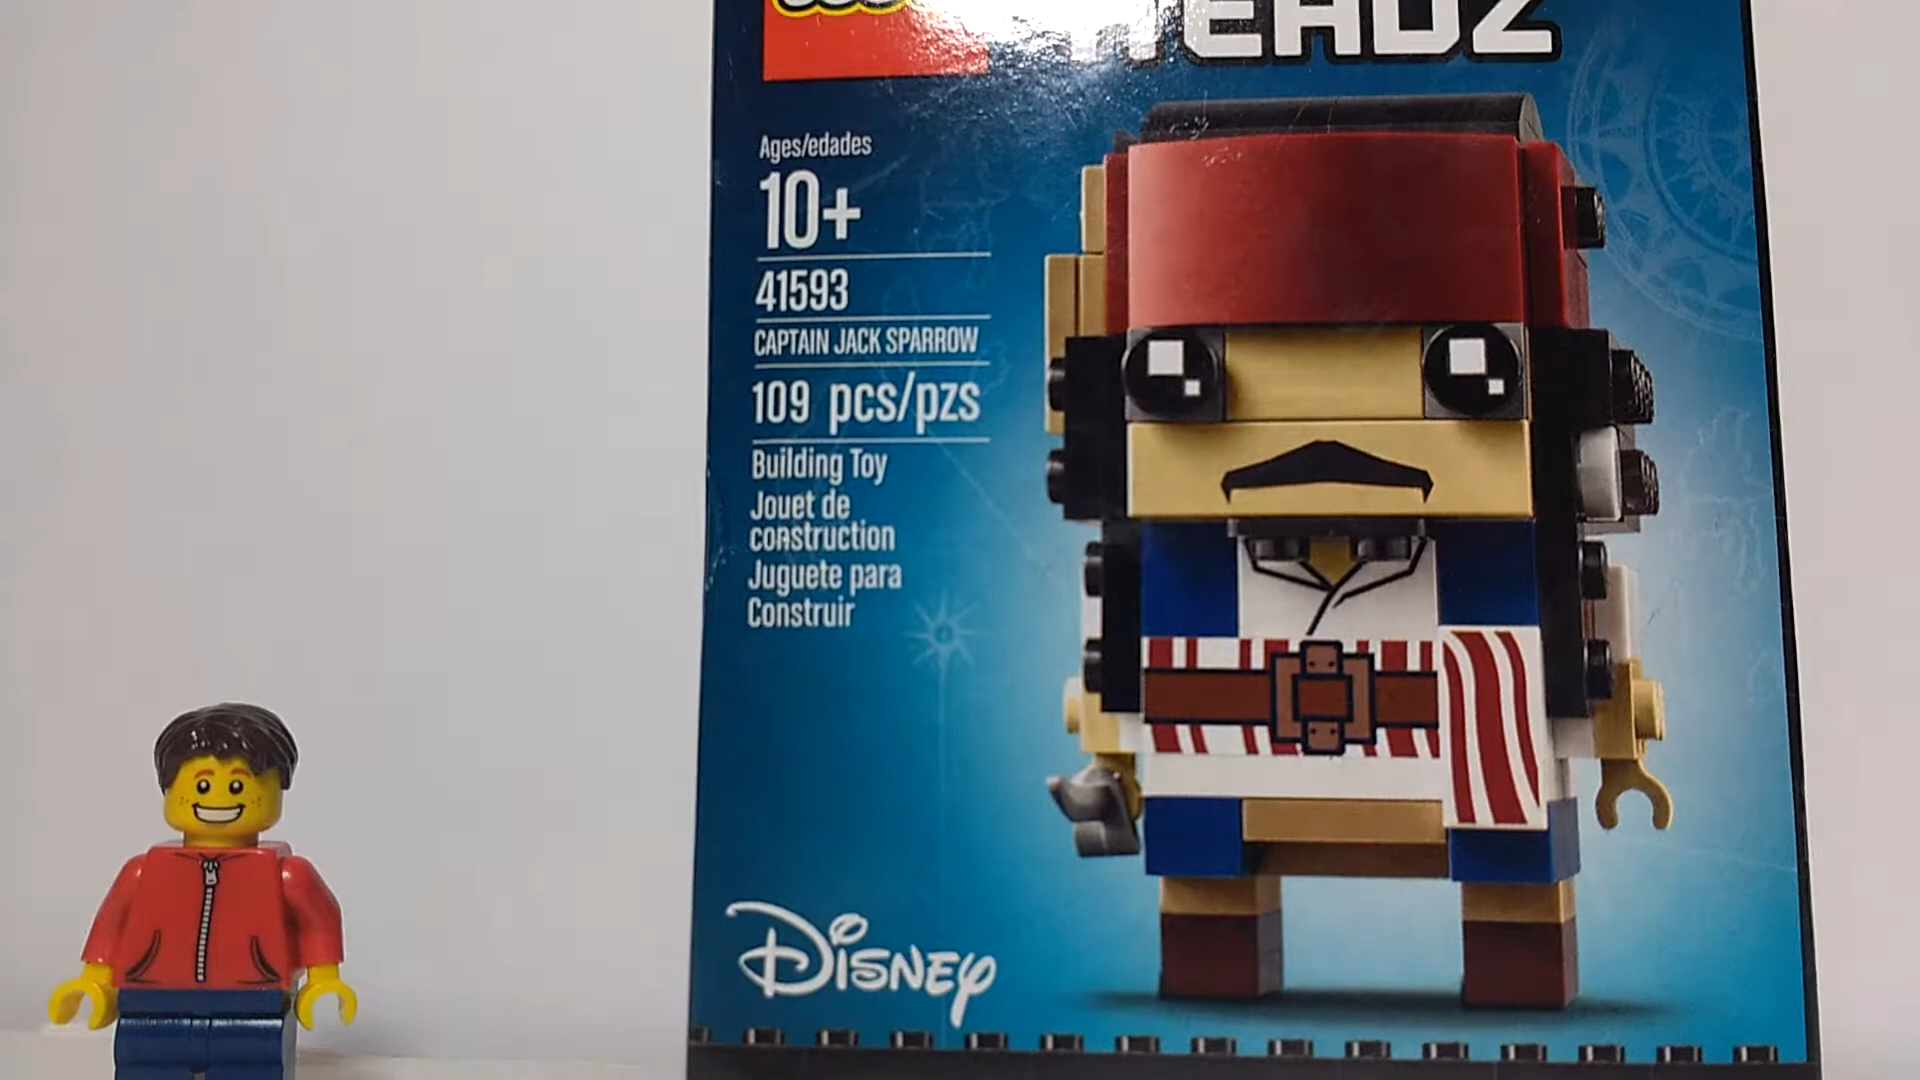 HEADZ
Ages/edades
10+
41593
CAPTAIN JACK SPARROW
109 pcs/pzs
Building Toy
Jouet de
construction
Juguete para
Construir
Disney